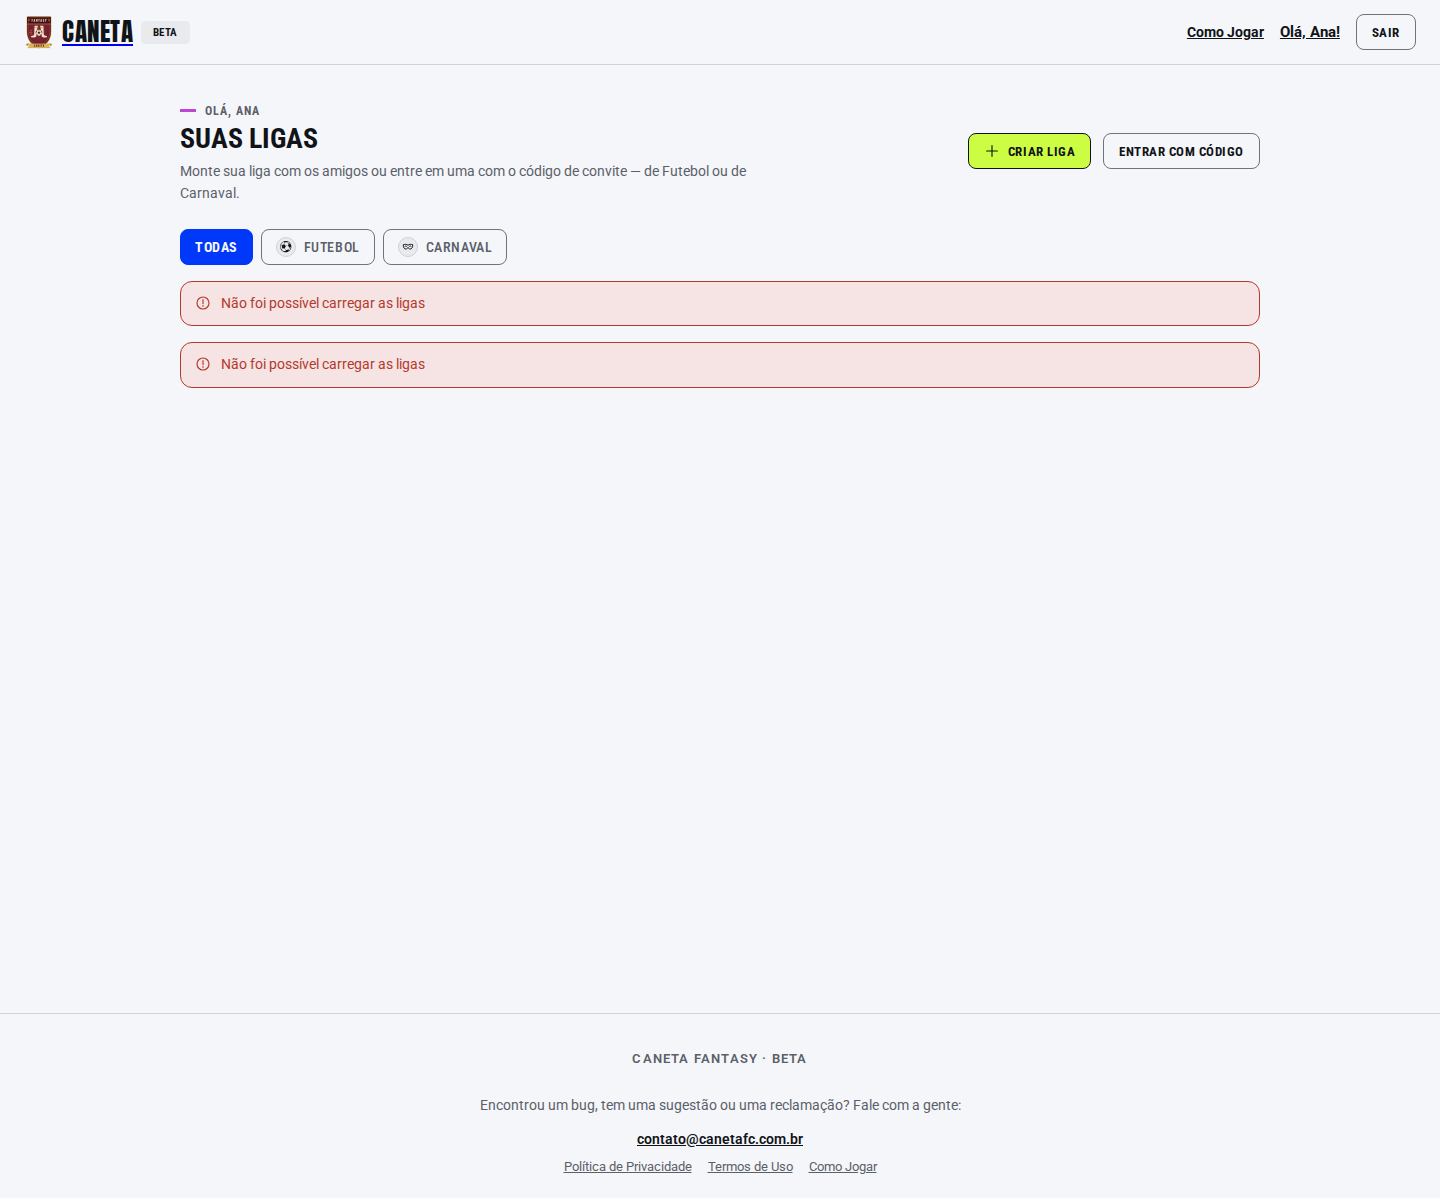 FANTASY
CANETA
CANETA
BETA
Como Jogar
Olá, Ana!
SAIR
OLÁ, ANA
SUAS LIGAS
Monte sua liga com os amigos ou entre em uma com o código de convite — de Futebol ou de
Carnaval.
CRIAR LIGA
ENTRAR COM CÓDIGO
TODAS
FUTEBOL
CARNAVAL
Não foi possível carregar as ligas
Não foi possível carregar as ligas
CANETA FANTASY · BETA
Encontrou um bug, tem uma sugestão ou uma reclamação? Fale com a gente:
contato@canetafc.com.br
Política de Privacidade
Termos de Uso
Como Jogar